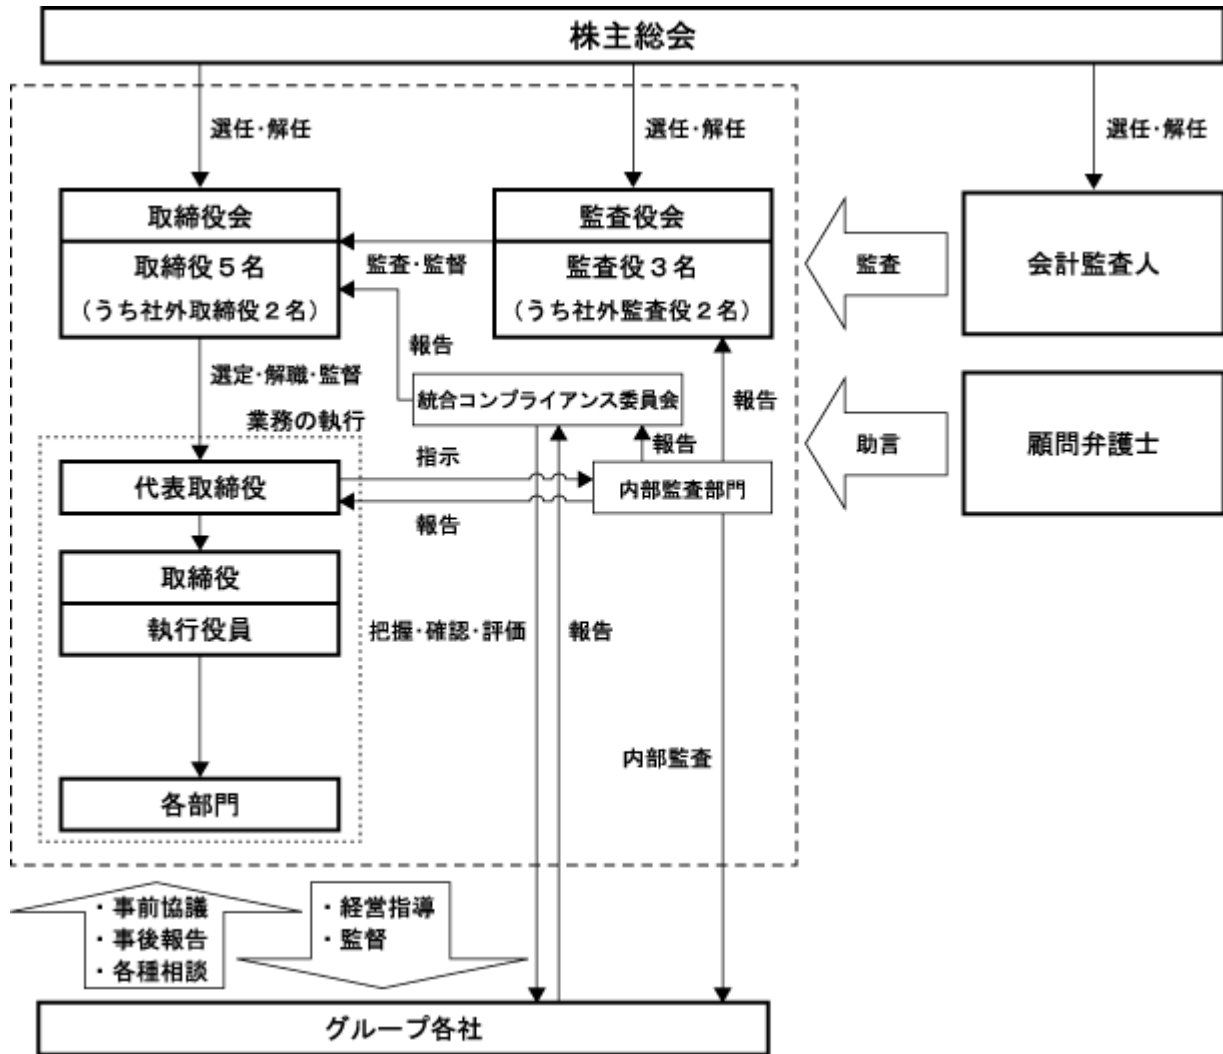 株主総会
選任・解任
選任・解任
選任・解任
取締役会
取締役5名
（うち社外取締役2名）
監査・監督
監査役会
監査役3名
（うち社外監査役2名）
監査
会計監査人
報告
選定・解職・監督
統合コンプライアンス委員会
報告
助言
顧問弁護士
業務の執行
代表取締役
指示
報告
報告
内部監査部門
取締役
執行役員
把握・確認・評価
報告
内部監査
各部門
・事前協議
・事後報告
・各種相談
・経営指導
・監督
グループ各社